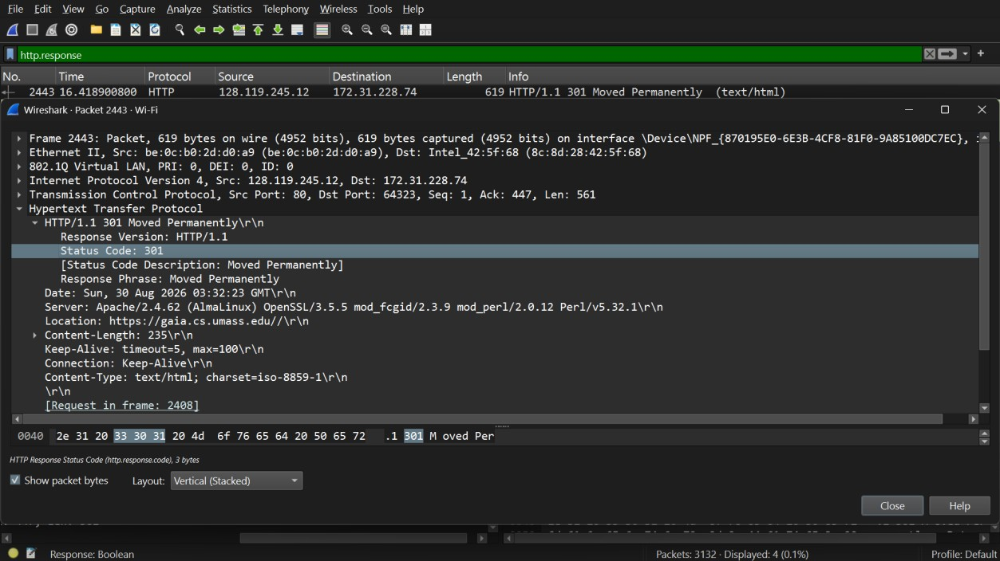 File Edit View Go Capture Analyze Statistics Telephony Wireless Tools Help
http.response
No. Time Protocol Source Destination Length Info
2443 16.418900800 HTTP 128.119.245.12 172.31.228.74 619 HTTP/1.1 301 Moved Permanently (text/html)
Wireshark · Packet 2443 · Wi-Fi
Frame 2443: Packet, 619 bytes on wire (4952 bits), 619 bytes captured (4952 bits) on interface \Device\NPF_{870195E0-6E3B-4CF8-81F0-9A85100DC7EC},
Ethernet II, Src: be:0c:b0:2d:d0:a9 (be:0c:b0:2d:d0:a9), Dst: Intel_42:5f:68 (8c:8d:28:42:5f:68)
802.1Q Virtual LAN, PRI: 0, DEI: 0, ID: 0
Internet Protocol Version 4, Src: 128.119.245.12, Dst: 172.31.228.74
Transmission Control Protocol, Src Port: 80, Dst Port: 64323, Seq: 1, Ack: 447, Len: 561
Hypertext Transfer Protocol
HTTP/1.1 301 Moved Permanently\r\n
Response Version: HTTP/1.1
Status Code: 301
[Status Code Description: Moved Permanently]
Response Phrase: Moved Permanently
Date: Sun, 30 Aug 2026 03:32:23 GMT\r\n
Server: Apache/2.4.62 (AlmaLinux) OpenSSL/3.5.5 mod_fcgid/2.3.9 mod_perl/2.0.12 Perl/v5.32.1\r\n
Location: https://gaia.cs.umass.edu//\r\n
Content-Length: 235\r\n
Keep-Alive: timeout=5, max=100\r\n
Connection: Keep-Alive\r\n
Content-Type: text/html; charset=iso-8859-1\r\n
\r\n
[Request in frame: 2408]
0040 2e 31 20 33 30 31 20 4d 6f 76 65 64 20 50 65 72 .1 301 M oved Per
HTTP Response Status Code (http.response.code), 3 bytes
Show packet bytes Layout: Vertical (Stacked)
Close Help
Response: Boolean Packets: 3132 · Displayed: 4 (0.1%) Profile: Default